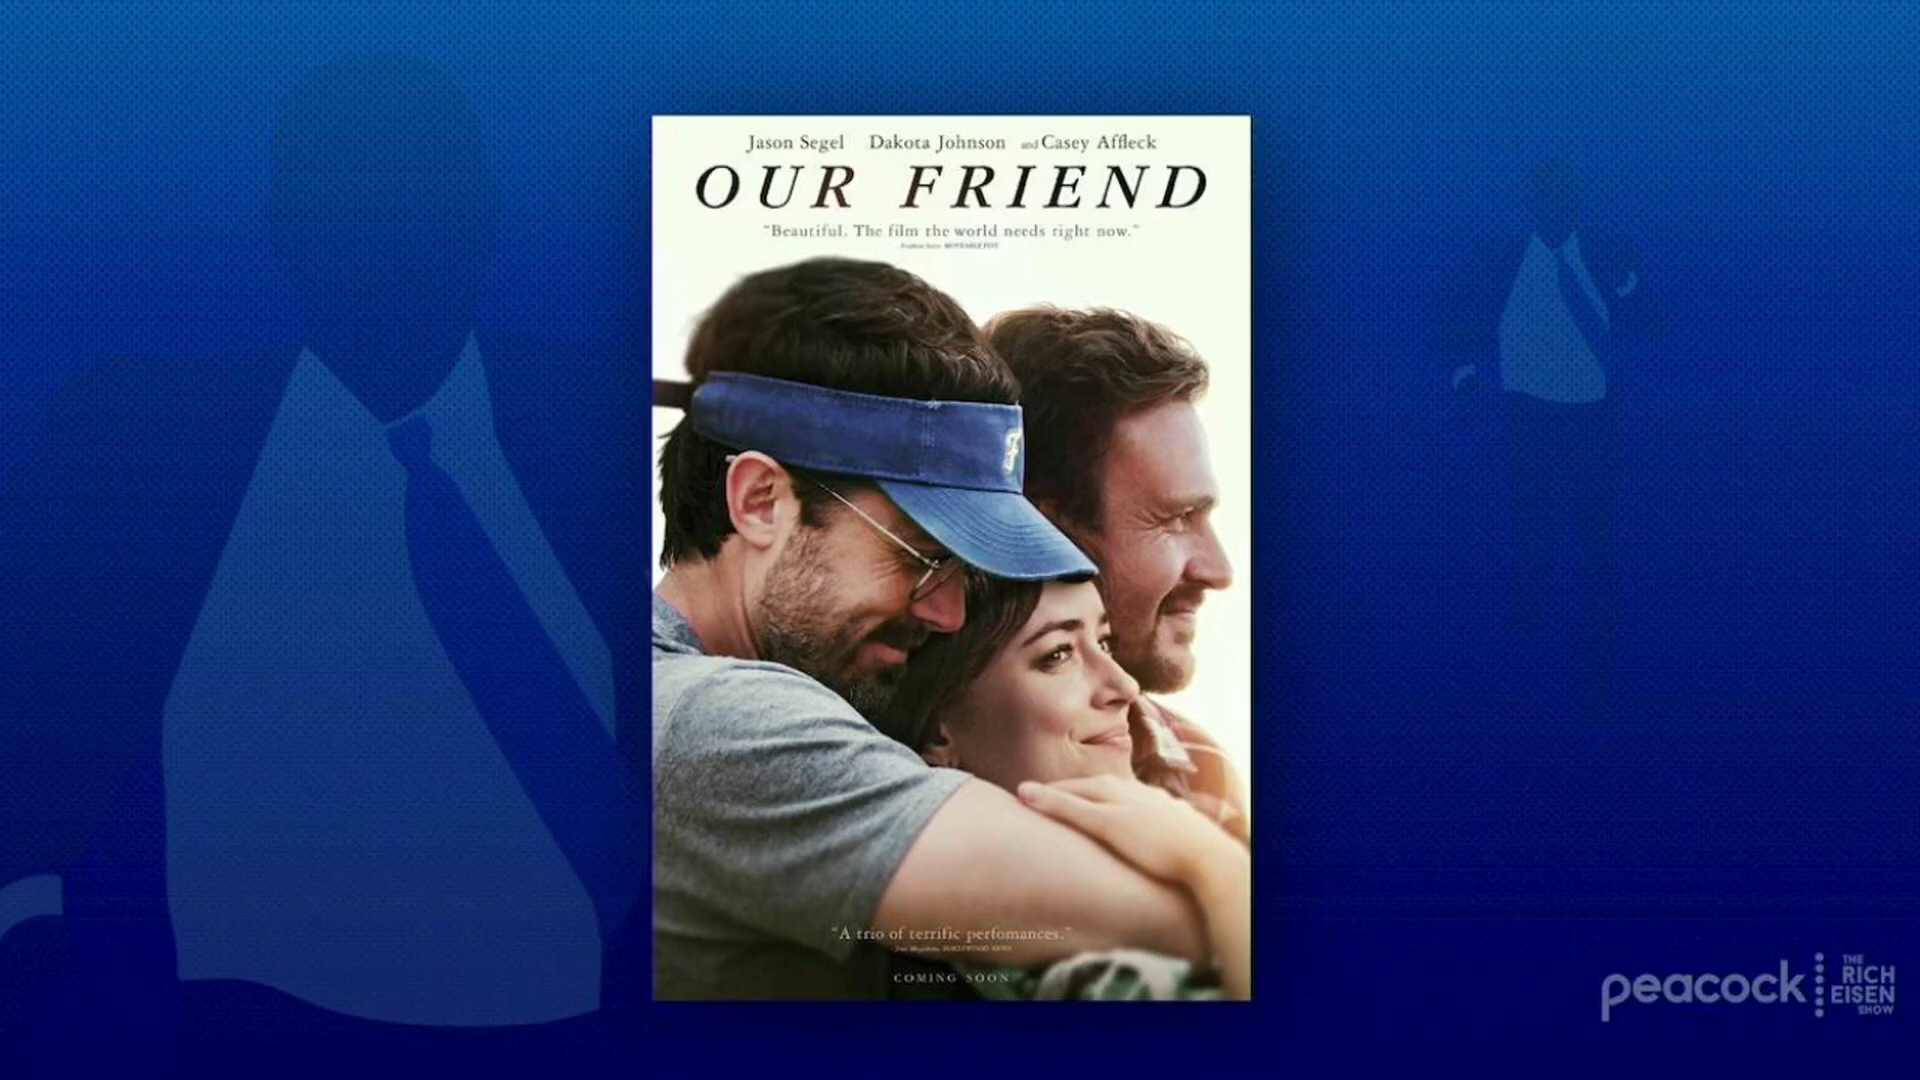 Jason Segel Dakota Johnson and Casey Affleck
OUR FRIEND
"Beautiful. The film the world needs right now."
F
"A trio of terrific perfomances."
COMING SOON
peacock
THE
RICH
EISEN
SHOW